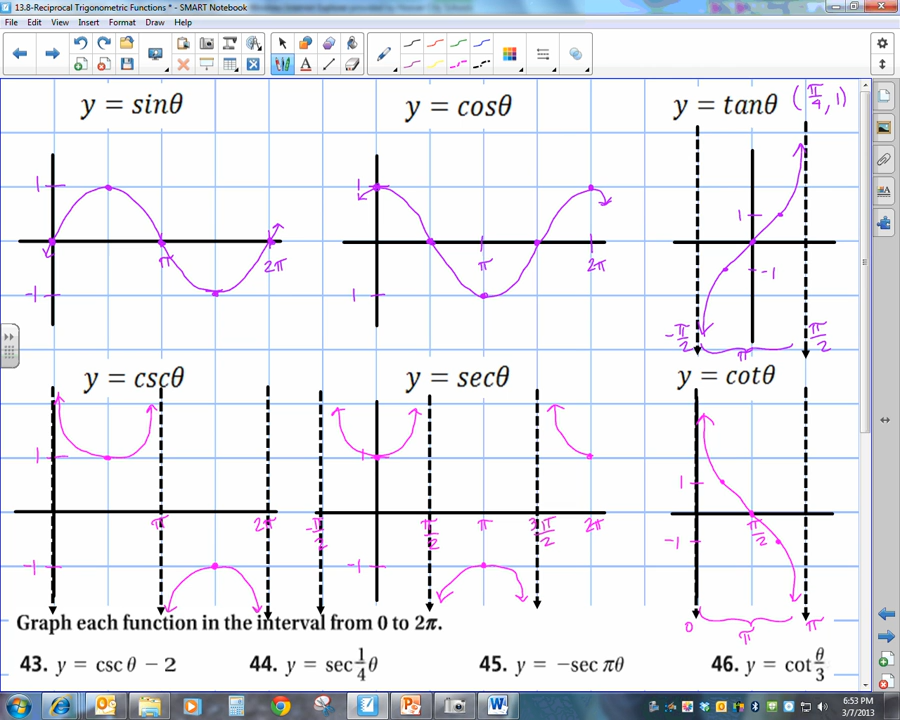 13.8-Reciprocal Trigonometric Functions * - SMART Notebook
File Edit View Insert Format Draw Help
y = sinθ
y = cosθ
y = tanθ (π/4, 1)
1
π
2π
-1
1
π
2π
1
1
-1
-π/2
π/2
π
y = cscθ
y = secθ
y = cotθ
1
π
2π
-1
1
-π/2
π/2
π
3π/2
2π
-1
1
-1
π/2
0
π
π
Graph each function in the interval from 0 to 2π.
43. y = csc θ − 2
44. y = sec 1/4 θ
45. y = −sec πθ
46. y = cot θ/3
6:53 PM
3/7/2013